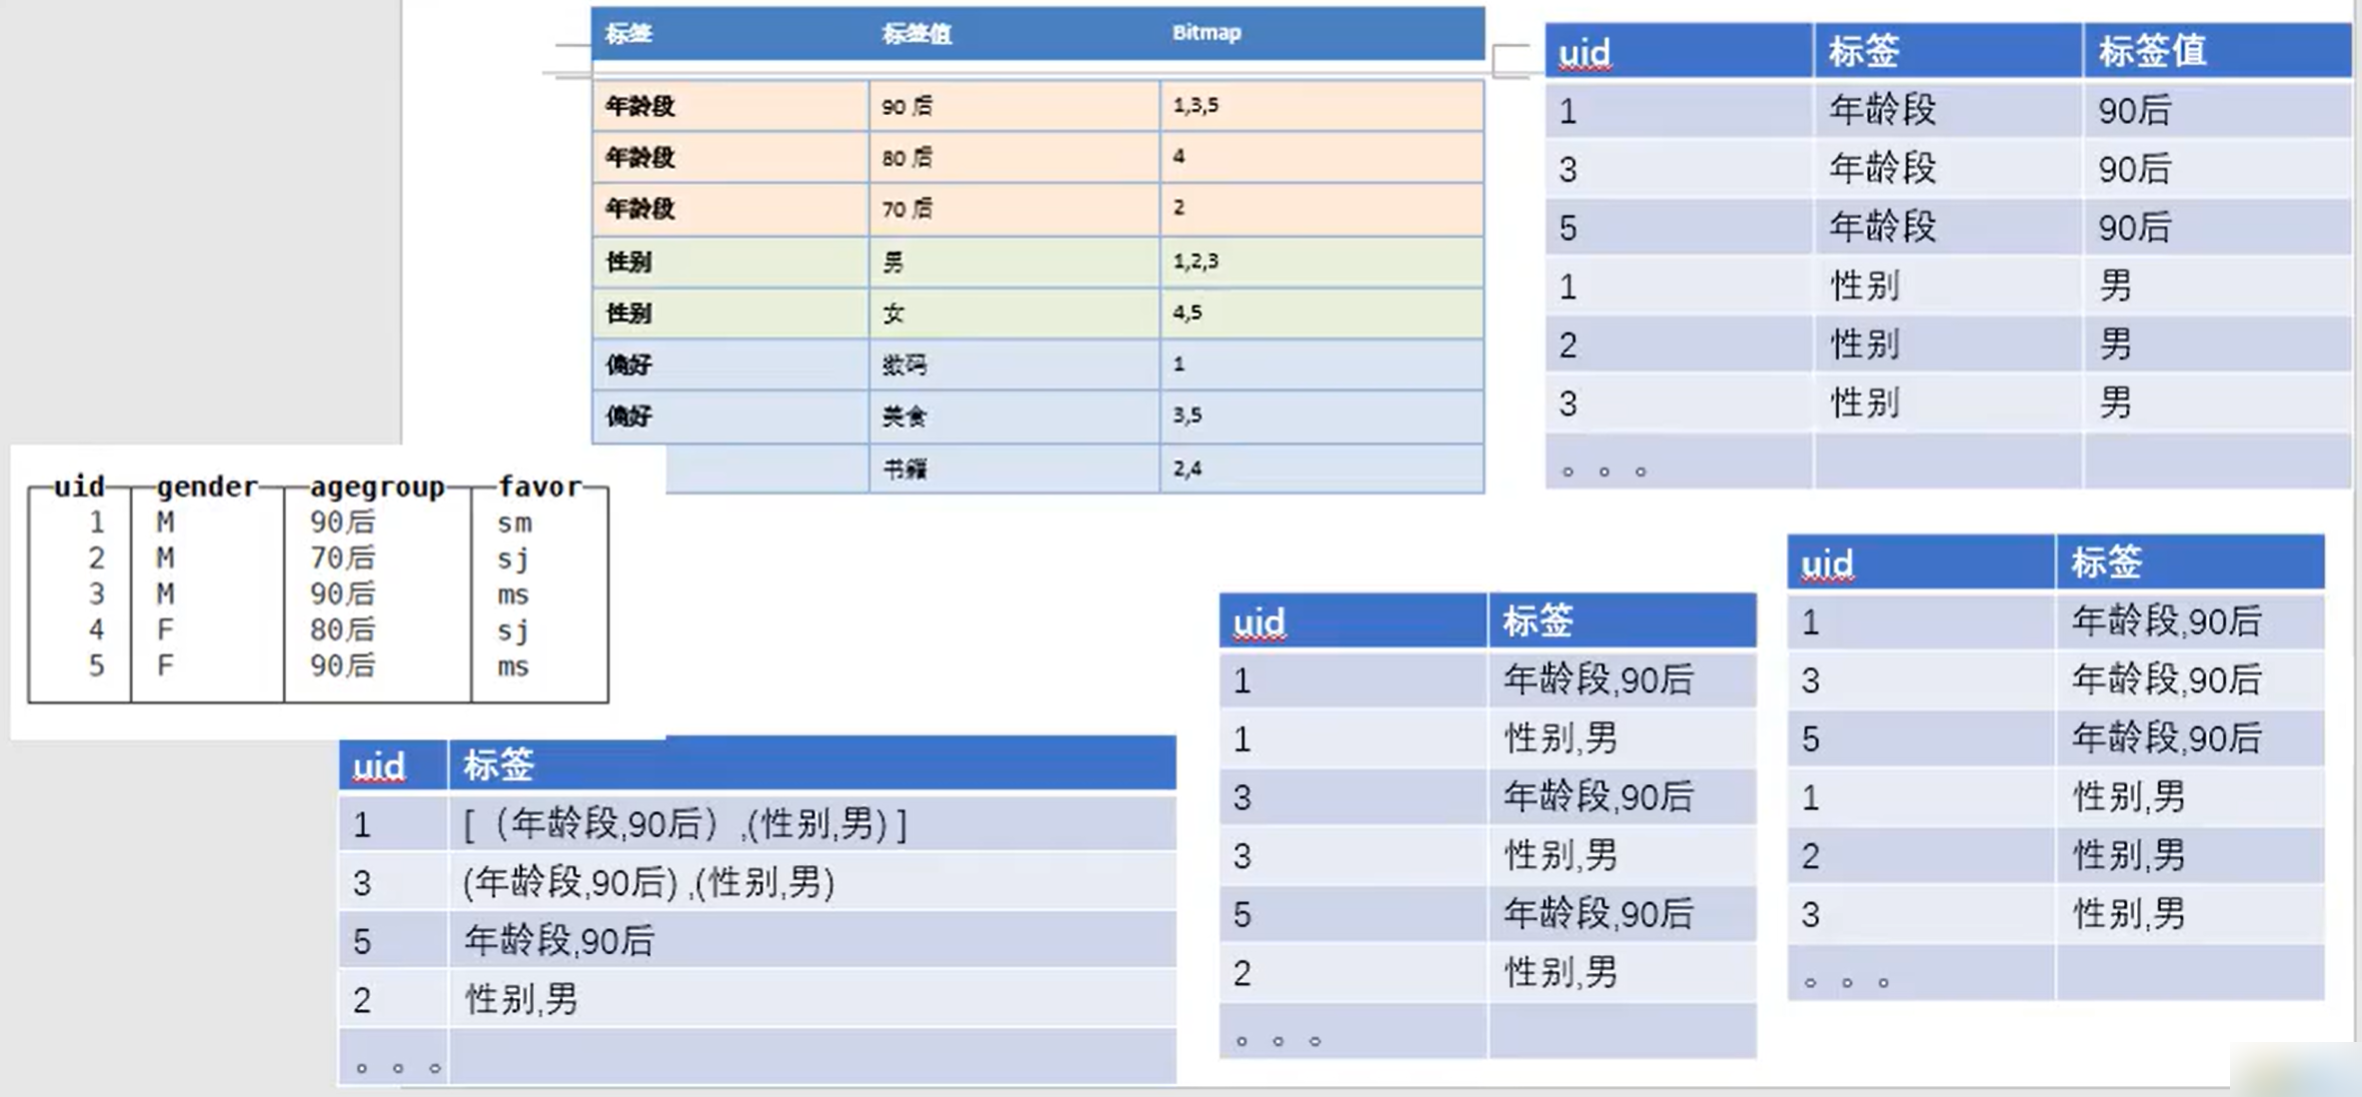 标签 标签值 Bitmap
年龄段 90 后 1,3,5
年龄段 80 后 4
年龄段 70 后 2
性别 男 1,2,3
性别 女 4,5
偏好 数码 1
偏好 美食 3,5
书籍 2,4
uid 标签 标签值
1 年龄段 90后
3 年龄段 90后
5 年龄段 90后
1 性别 男
2 性别 男
3 性别 男
。。。
uid gender agegroup favor
1 M 90后 sm
2 M 70后 sj
3 M 90后 ms
4 F 80后 sj
5 F 90后 ms
uid 标签
1 [（年龄段,90后）,(性别,男) ]
3 (年龄段,90后) ,(性别,男)
5 年龄段,90后
2 性别,男
。。。
uid 标签
1 年龄段,90后
1 性别,男
3 年龄段,90后
3 性别,男
5 年龄段,90后
2 性别,男
。。。
uid 标签
1 年龄段,90后
3 年龄段,90后
5 年龄段,90后
1 性别,男
2 性别,男
3 性别,男
。。。